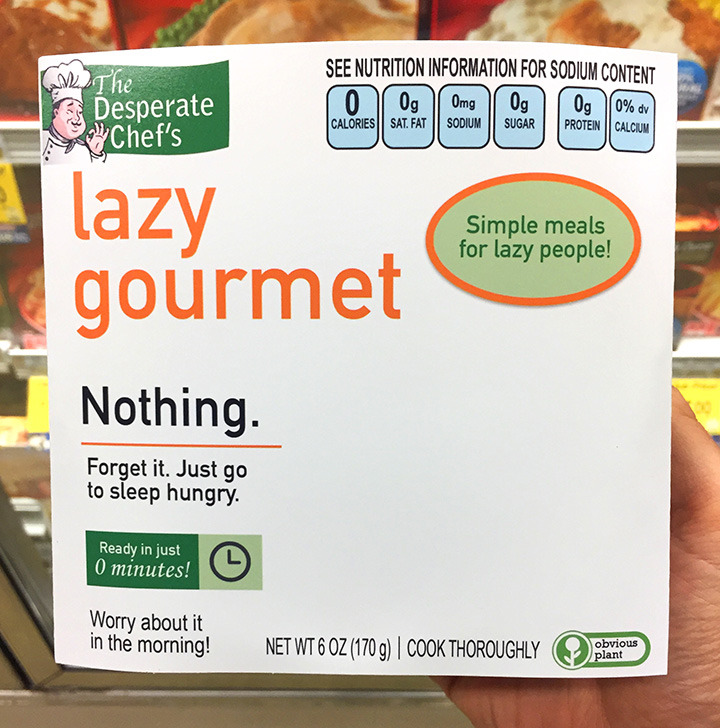 The
Desperate
Chef's
SEE NUTRITION INFORMATION FOR SODIUM CONTENT
0
CALORIES
0g
SAT. FAT
0mg
SODIUM
0g
SUGAR
0g
PROTEIN
0% dv
CALCIUM
lazy
gourmet
Simple meals
for lazy people!
Nothing.
Forget it. Just go
to sleep hungry.
Ready in just
0 minutes!
Worry about it
in the morning!
NET WT 6 OZ (170 g) | COOK THOROUGHLY
obvious
plant